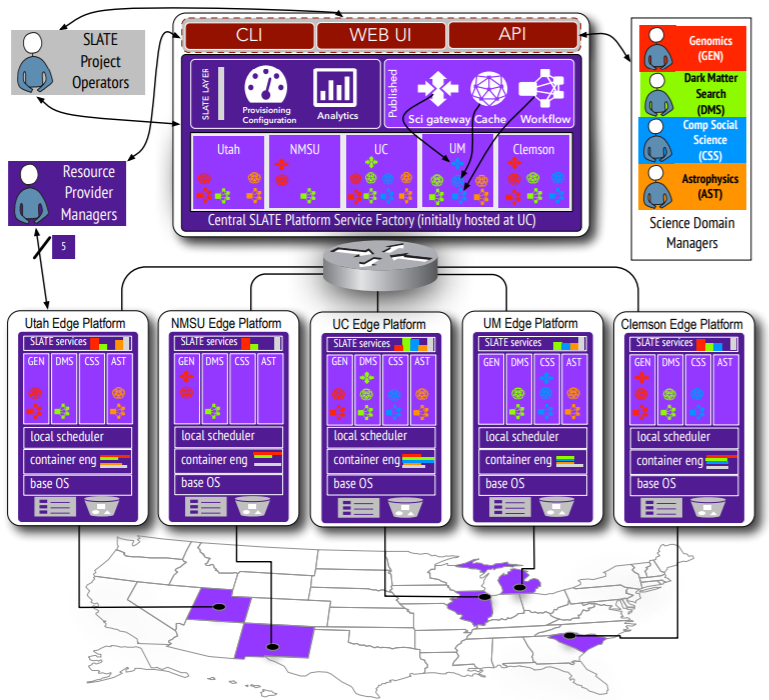 SLATE
Project
Operators
CLI
WEB UI
API
SLATE LAYER
Provisioning
Configuration
Analytics
Published
Sci gateway
Cache
Workflow
Utah
NMSU
UC
UM
Clemson
Central SLATE Platform Service Factory (initially hosted at UC)
Genomics
(GEN)
Dark Matter
Search
(DMS)
Comp Social
Science
(CSS)
Astrophysics
(AST)
Science Domain
Managers
Resource
Provider
Managers
5
Utah Edge Platform
SLATE services
GEN DMS CSS AST
local scheduler
container eng
base OS
NMSU Edge Platform
SLATE services
GEN DMS CSS AST
local scheduler
container eng
base OS
UC Edge Platform
SLATE services
GEN DMS CSS AST
local scheduler
container eng
base OS
UM Edge Platform
SLATE services
GEN DMS CSS AST
local scheduler
container eng
base OS
Clemson Edge Platform
SLATE services
GEN DMS CSS AST
local scheduler
container eng
base OS